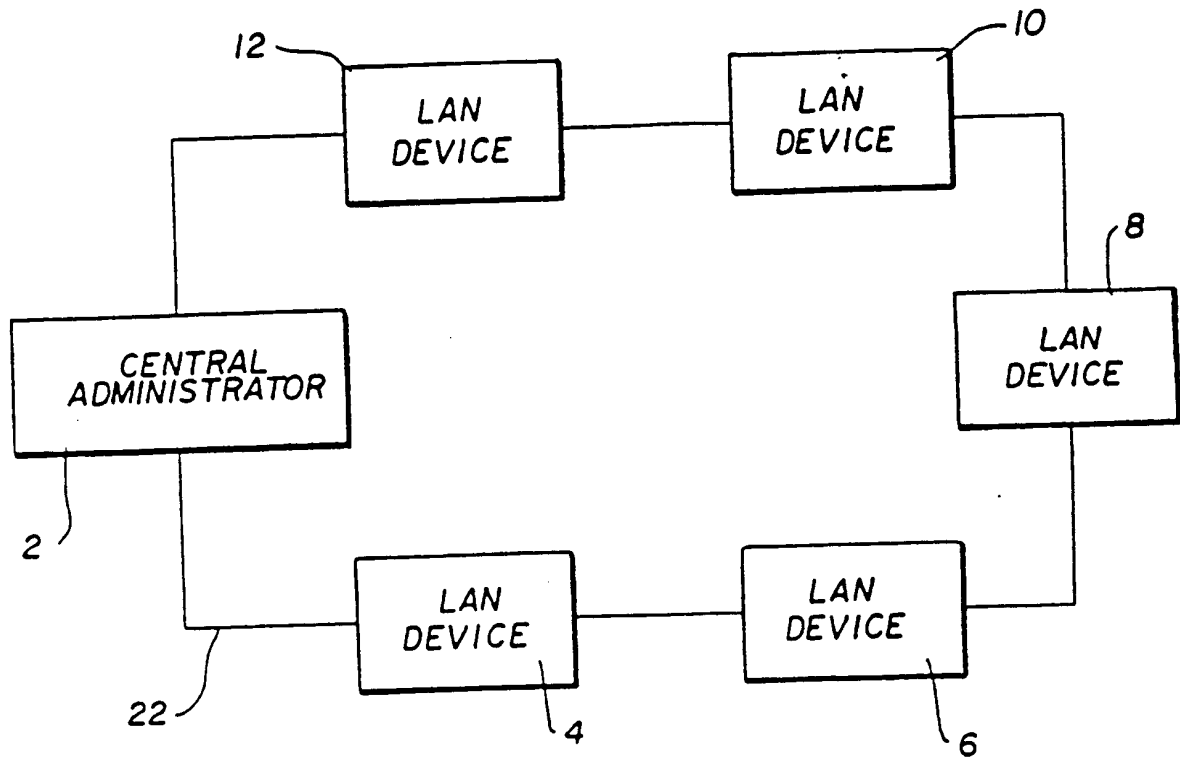 12
10
LAN
DEVICE
LAN
DEVICE
8
LAN
DEVICE
CENTRAL
ADMINISTRATOR
2
LAN
DEVICE
LAN
DEVICE
22
4
6